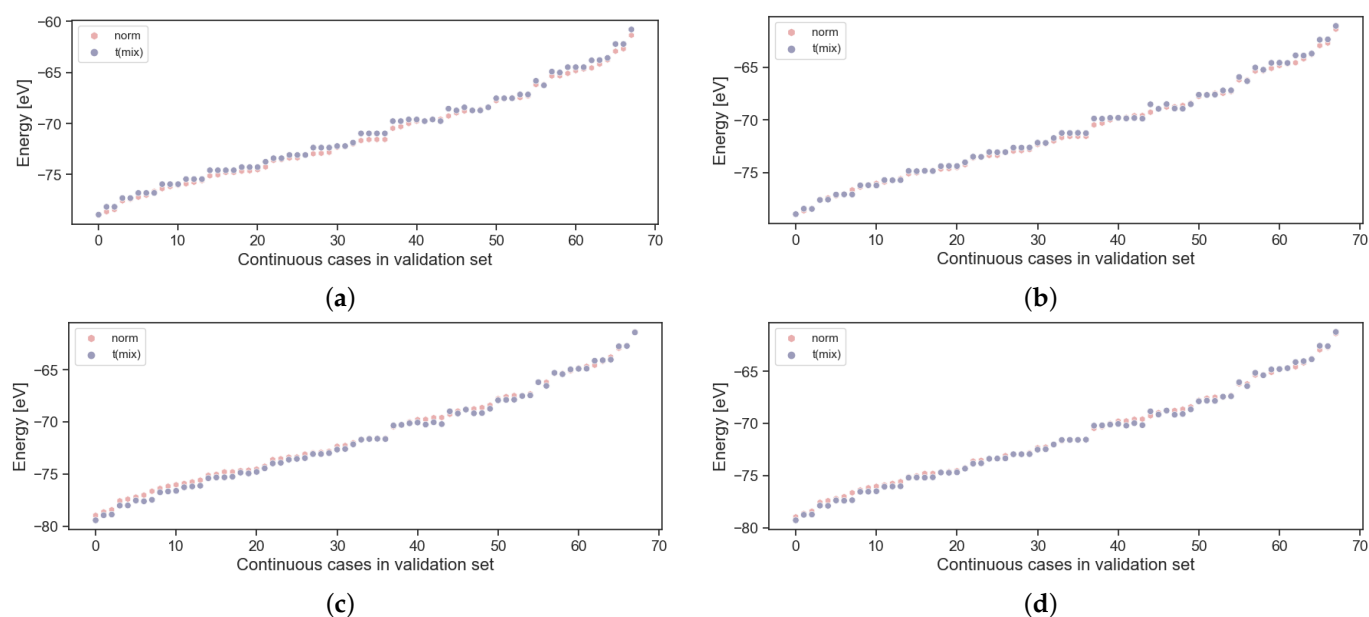 norm
t(mix)
Energy [eV]
−60
−65
−70
−75
0 10 20 30 40 50 60 70
Continuous cases in validation set
(a)
norm
t(mix)
Energy [eV]
−65
−70
−75
0 10 20 30 40 50 60 70
Continuous cases in validation set
(b)
norm
t(mix)
Energy [eV]
−65
−70
−75
−80
0 10 20 30 40 50 60 70
Continuous cases in validation set
(c)
norm
t(mix)
Energy [eV]
−65
−70
−75
−80
0 10 20 30 40 50 60 70
Continuous cases in validation set
(d)